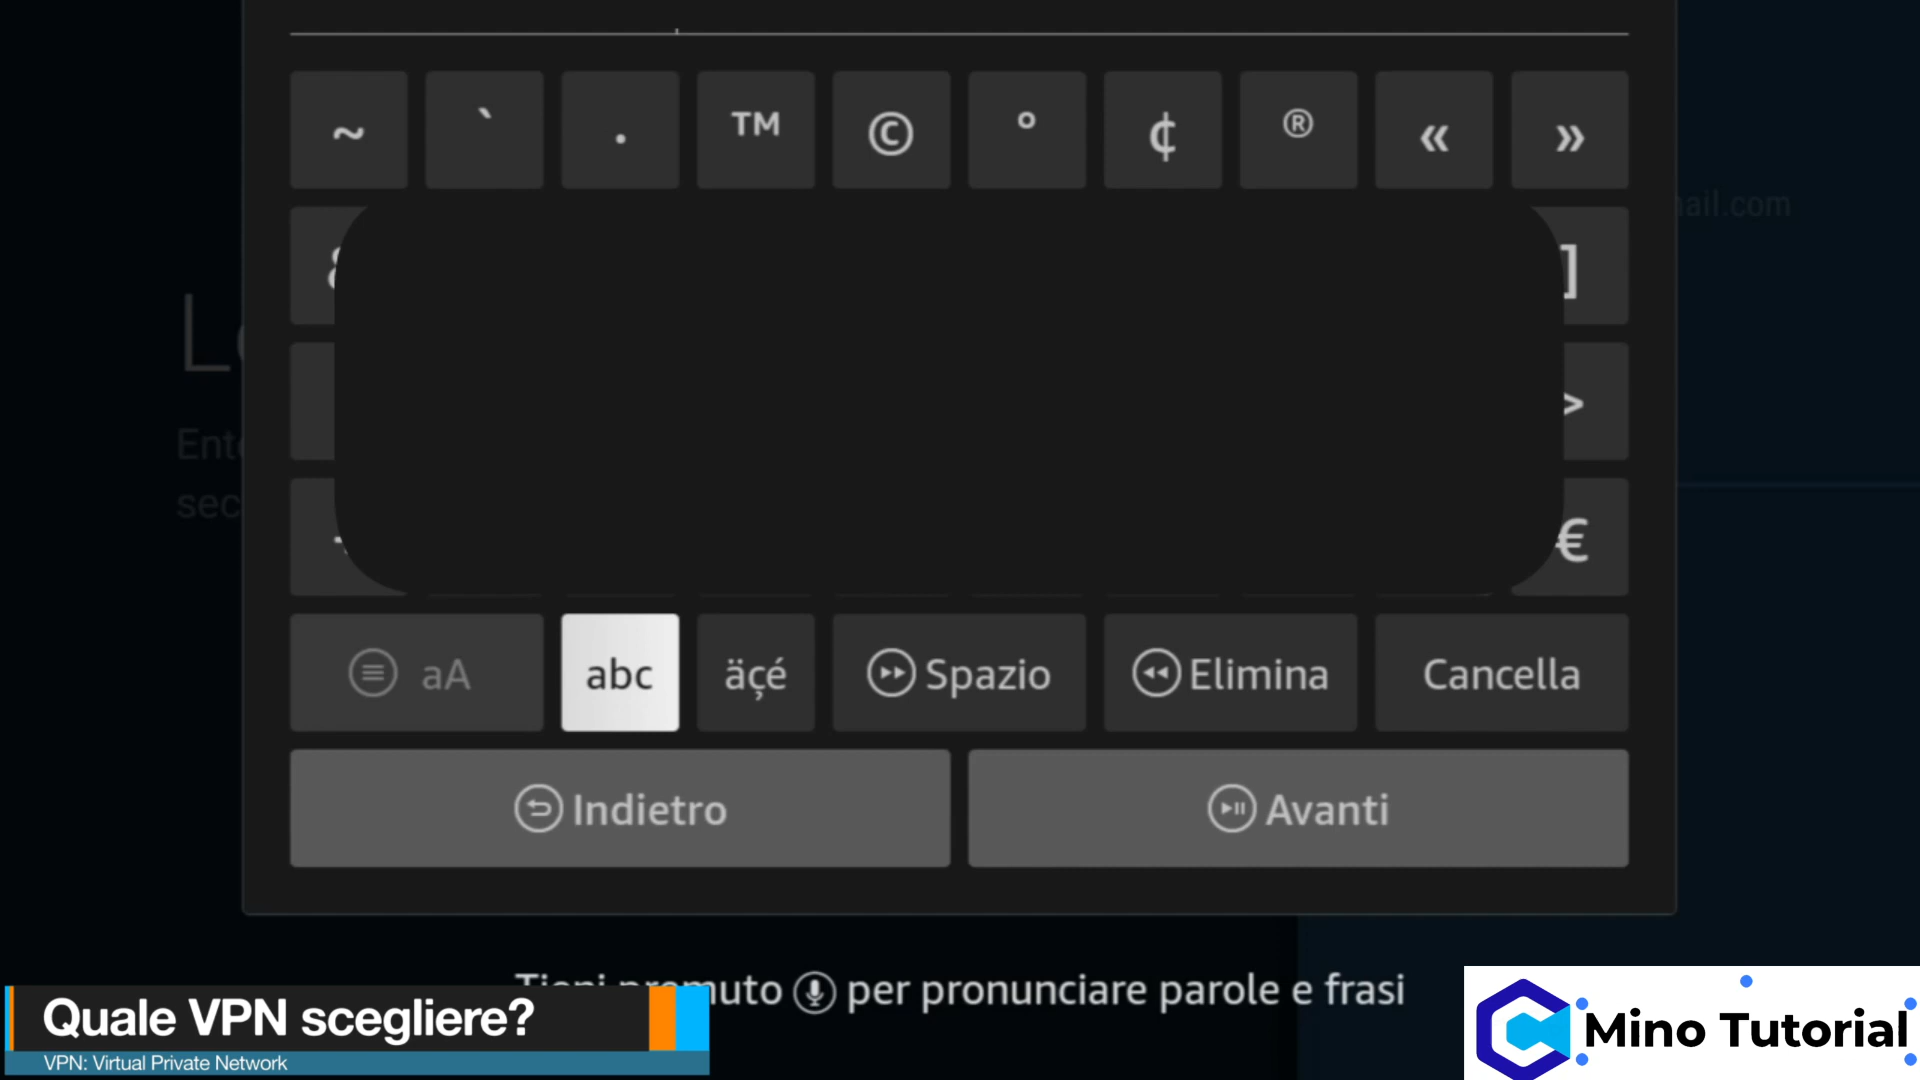 ~ ` · ™ © ° ¢ ® « »
]
>
€
aA abc äçé Spazio Elimina Cancella
Indietro Avanti
per pronunciare parole e frasi
Quale VPN scegliere?
VPN: Virtual Private Network
Mino Tutorial